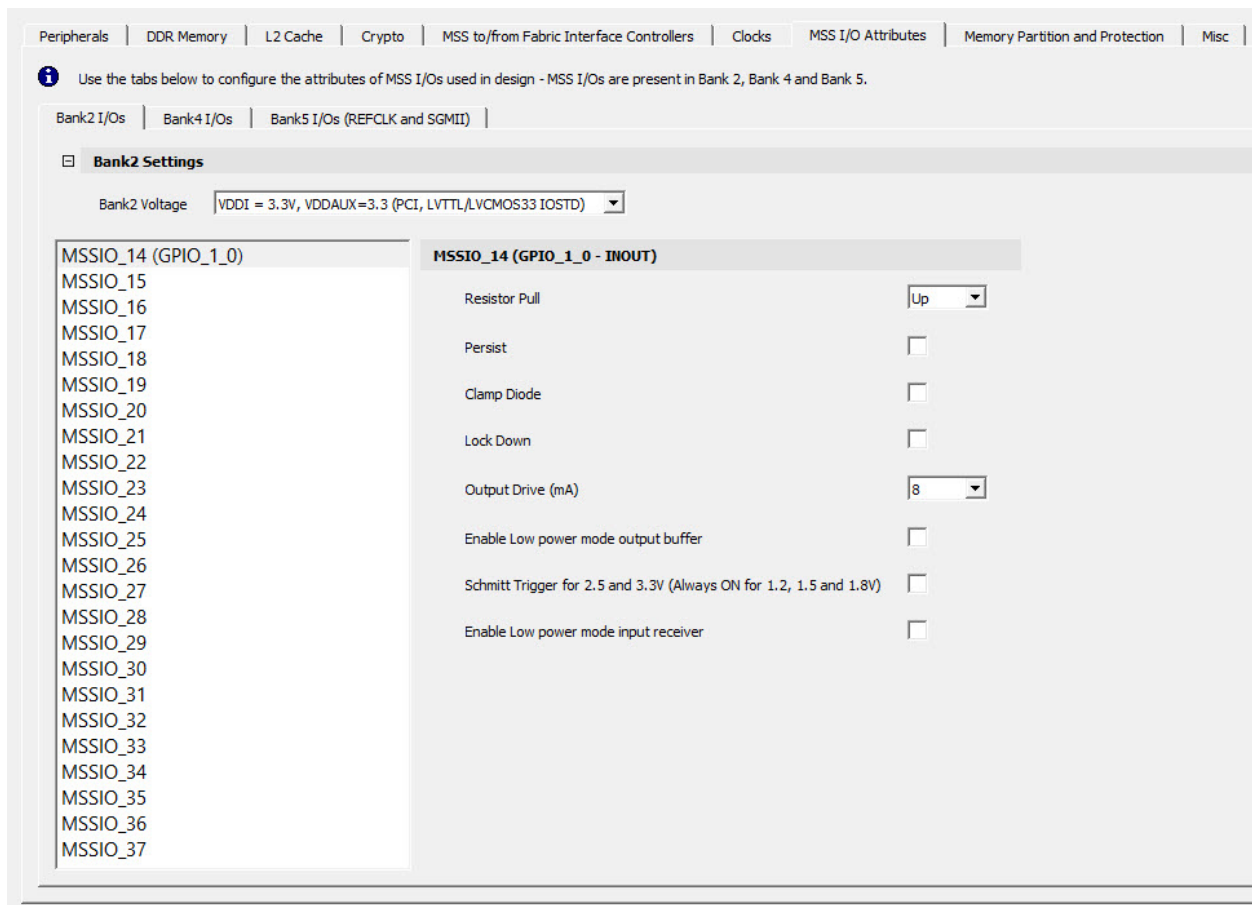 Peripherals DDR Memory L2 Cache Crypto MSS to/from Fabric Interface Controllers Clocks MSS I/O Attributes Memory Partition and Protection Misc
Use the tabs below to configure the attributes of MSS I/Os used in design - MSS I/Os are present in Bank 2, Bank 4 and Bank 5.
Bank2 I/Os Bank4 I/Os Bank5 I/Os (REFCLK and SGMII)
Bank2 Settings
Bank2 Voltage VDDI = 3.3V, VDDAUX=3.3 (PCI, LVTTL/LVCMOS33 IOSTD)
MSSIO_14 (GPIO_1_0)
MSSIO_15
MSSIO_16
MSSIO_17
MSSIO_18
MSSIO_19
MSSIO_20
MSSIO_21
MSSIO_22
MSSIO_23
MSSIO_24
MSSIO_25
MSSIO_26
MSSIO_27
MSSIO_28
MSSIO_29
MSSIO_30
MSSIO_31
MSSIO_32
MSSIO_33
MSSIO_34
MSSIO_35
MSSIO_36
MSSIO_37
MSSIO_14 (GPIO_1_0 - INOUT)
Resistor Pull Up
Persist
Clamp Diode
Lock Down
Output Drive (mA) 8
Enable Low power mode output buffer
Schmitt Trigger for 2.5 and 3.3V (Always ON for 1.2, 1.5 and 1.8V)
Enable Low power mode input receiver